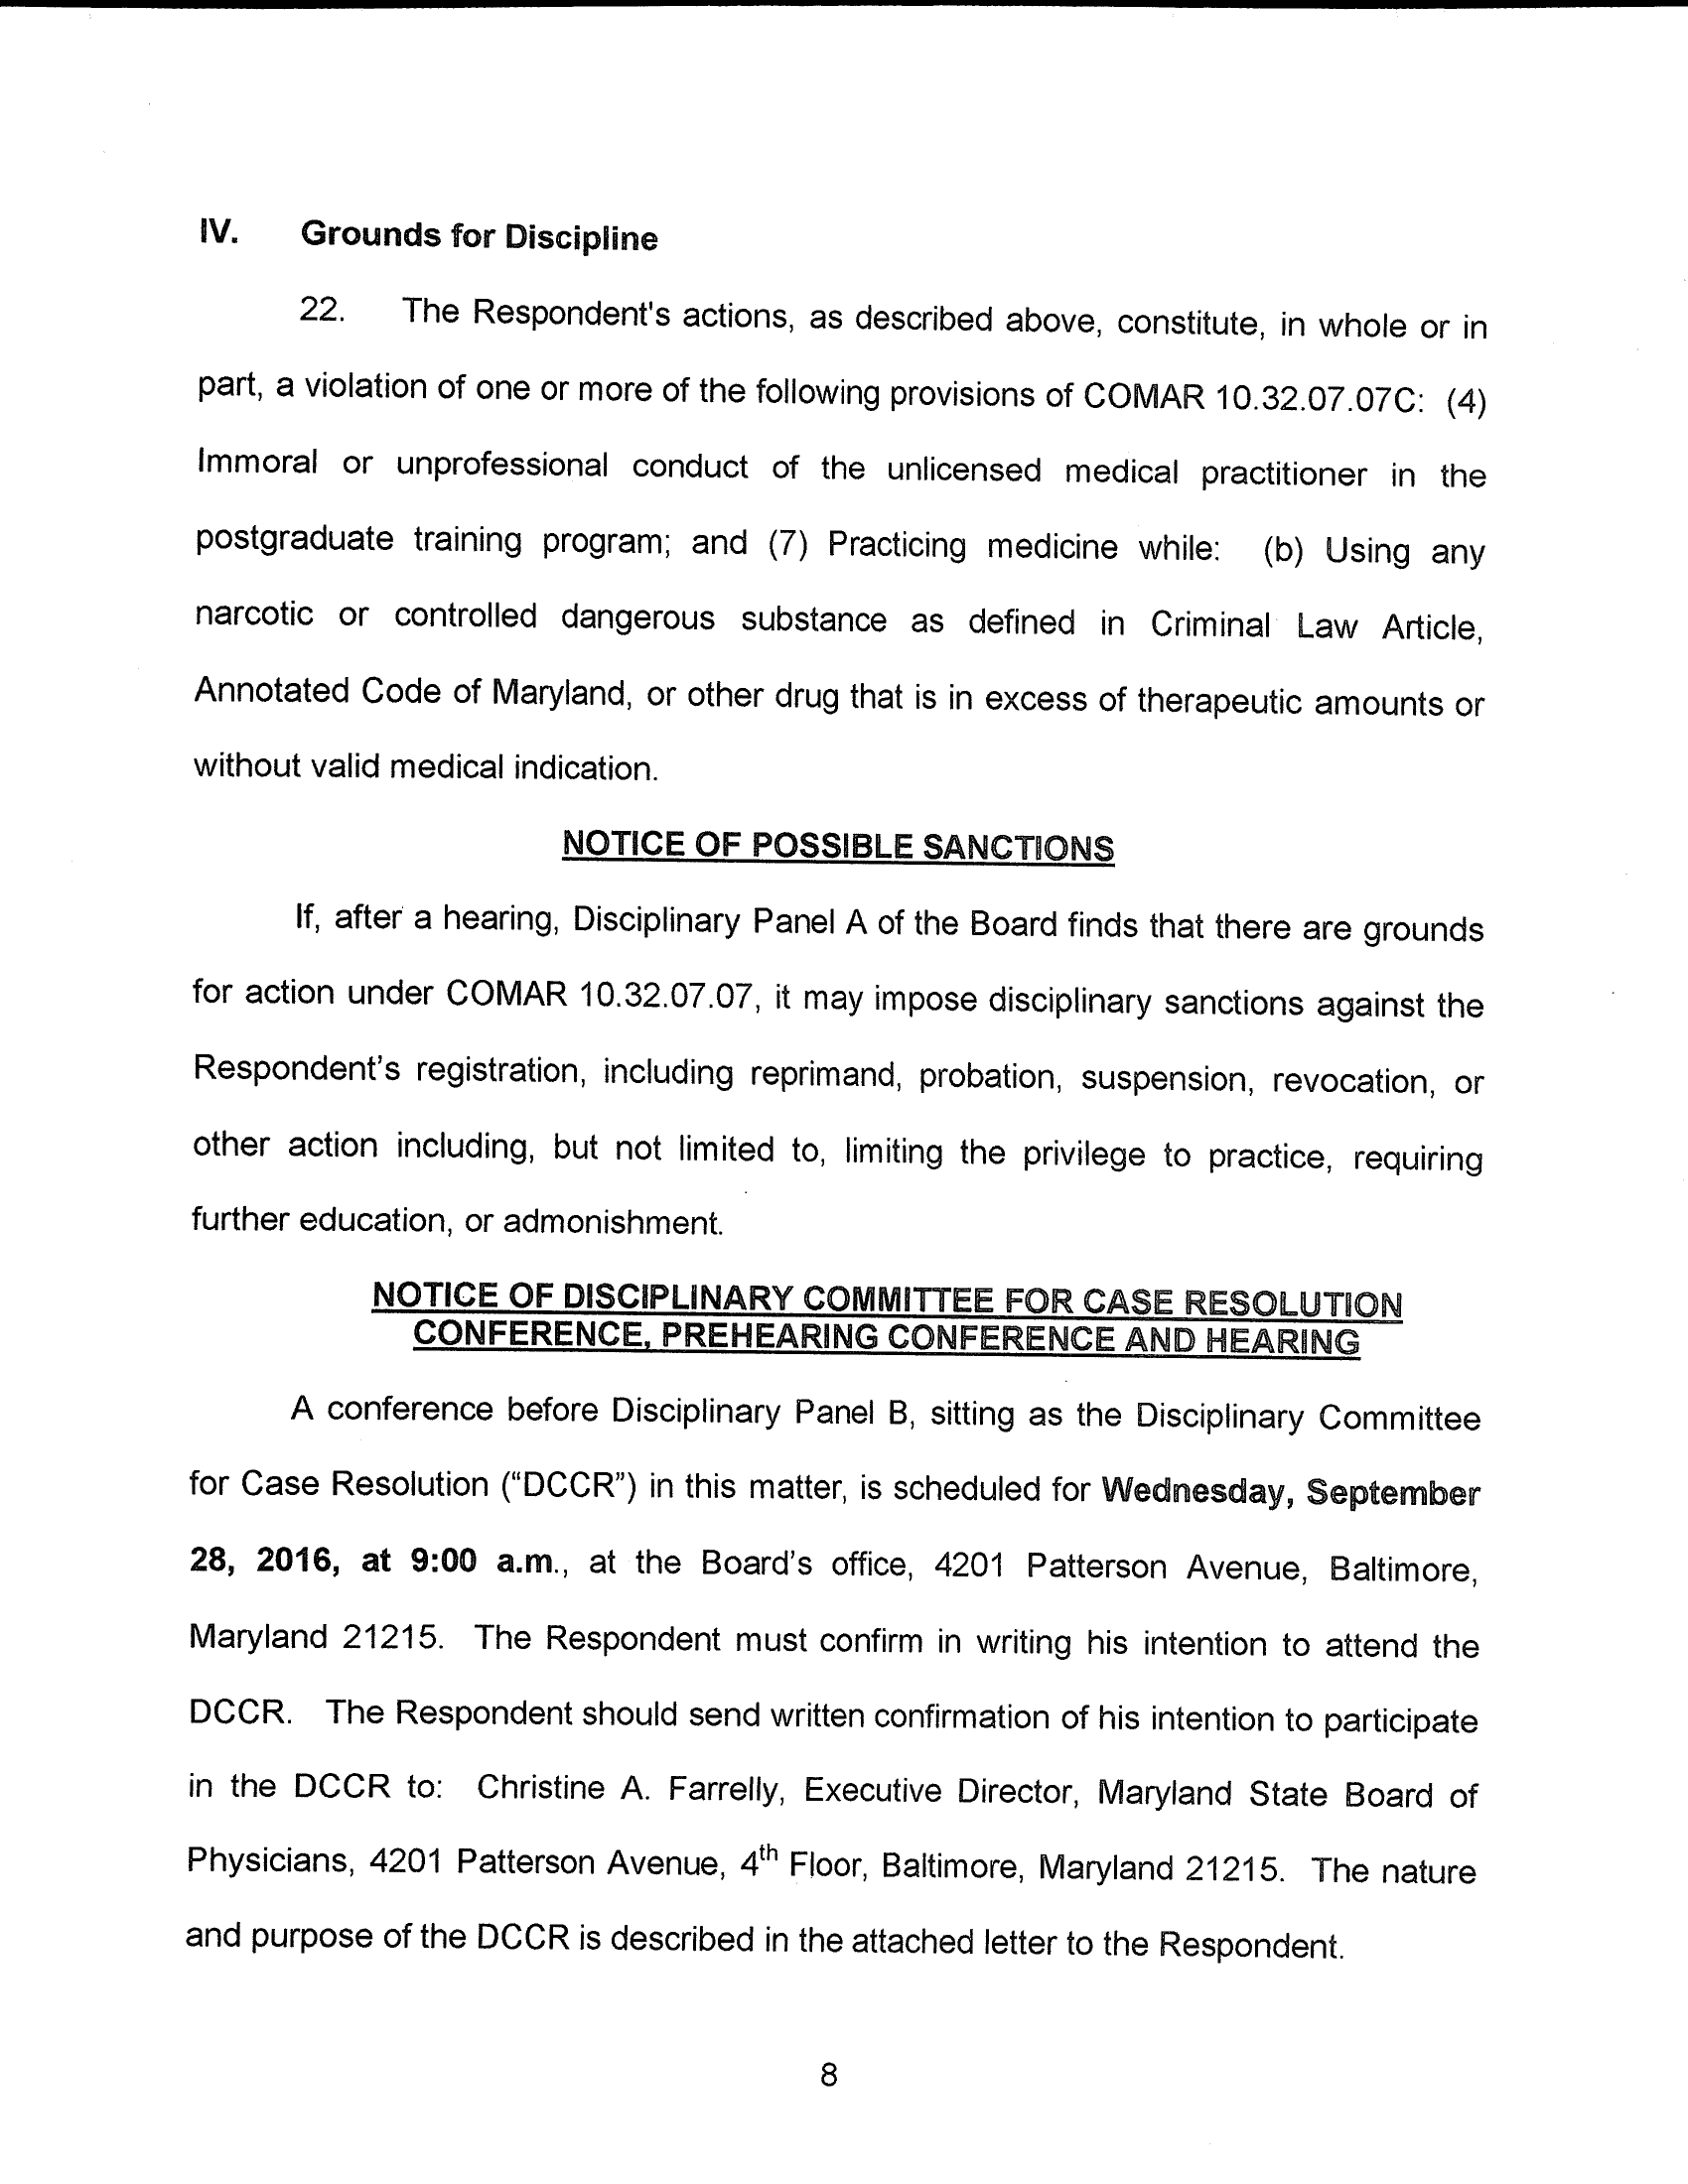 IV. Grounds for Discipline
22. The Respondent's actions, as described above, constitute, in whole or in
part, a violation of one or more of the following provisions of COMAR 10.32.07.07C: (4)
Immoral or unprofessional conduct of the unlicensed medical practitioner in the
postgraduate training program; and (7) Practicing medicine while: (b) Using any
narcotic or controlled dangerous substance as defined in Criminal Law Article,
Annotated Code of Maryland, or other drug that is in excess of therapeutic amounts or
without valid medical indication.
NOTICE OF POSSIBLE SANCTIONS
If, after a hearing, Disciplinary Panel A of the Board finds that there are grounds
for action under COMAR 10.32.07.07, it may impose disciplinary sanctions against the
Respondent's registration, including reprimand, probation, suspension, revocation, or
other action including, but not limited to, limiting the privilege to practice, requiring
further education, or admonishment.
NOTICE OF DISCIPLINARY COMMITTEE FOR CASE RESOLUTION
CONFERENCE, PREHEARING CONFERENCE AND HEARING
A conference before Disciplinary Panel B, sitting as the Disciplinary Committee
for Case Resolution (“DCCR”) in this matter, is scheduled for Wednesday, September
28, 2016, at 9:00 a.m., at the Board's office, 4201 Patterson Avenue, Baltimore,
Maryland 21215. The Respondent must confirm in writing his intention to attend the
DCCR. The Respondent should send written confirmation of his intention to participate
in the DCCR to: Christine A. Farrelly, Executive Director, Maryland State Board of
Physicians, 4201 Patterson Avenue, 4th Floor, Baltimore, Maryland 21215. The nature
and purpose of the DCCR is described in the attached letter to the Respondent.
8